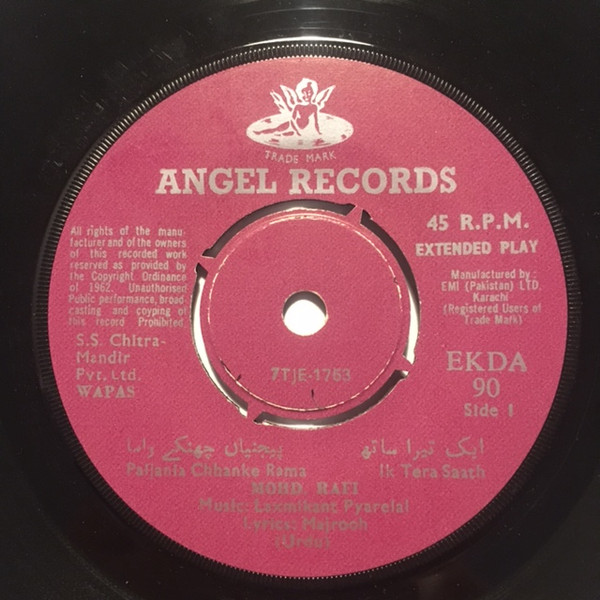 TRADE MARK
ANGEL RECORDS
45 R.P.M.
EXTENDED PLAY
All rights of the manu-
facturer and of the owners
of this recorded work
reserved as provided by
the Copyright Ordinance
of 1962. Unauthorised
Public performance, broad-
casting and copying of
this record Prohibited.
Manufactured by:
EMI (Pakistan) LTD.
Karachi
(Registered Users of
Trade Mark)
S.S. Chitra-
Mandir
Pvt. Ltd.
WAPAS
EKDA
90
Side 1
7TJE-1753
ایک تیرا ساتھ پیجنیاں چھنکے راما
Paijania Chhanke Rama Ik Tera Saath
MOHD. RAFI
Music: Laxmikant Pyarelal
Lyrics: Majrooh
(Urdu)